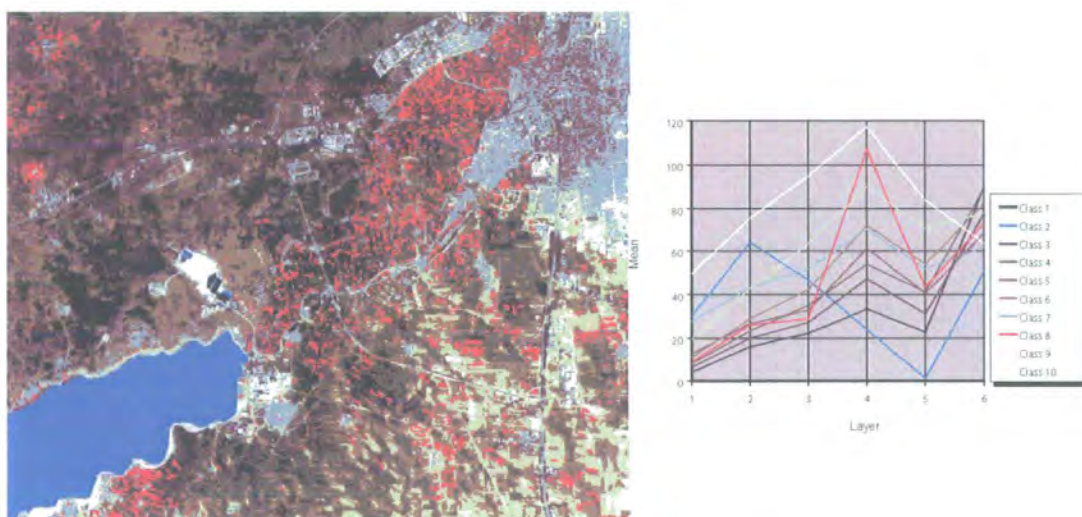 120
100
80
60
40
20
0
Mean
1 2 3 4 5 6
Layer
Class 1
Class 2
Class 3
Class 4
Class 5
Class 6
Class 7
Class 8
Class 9
Class 10